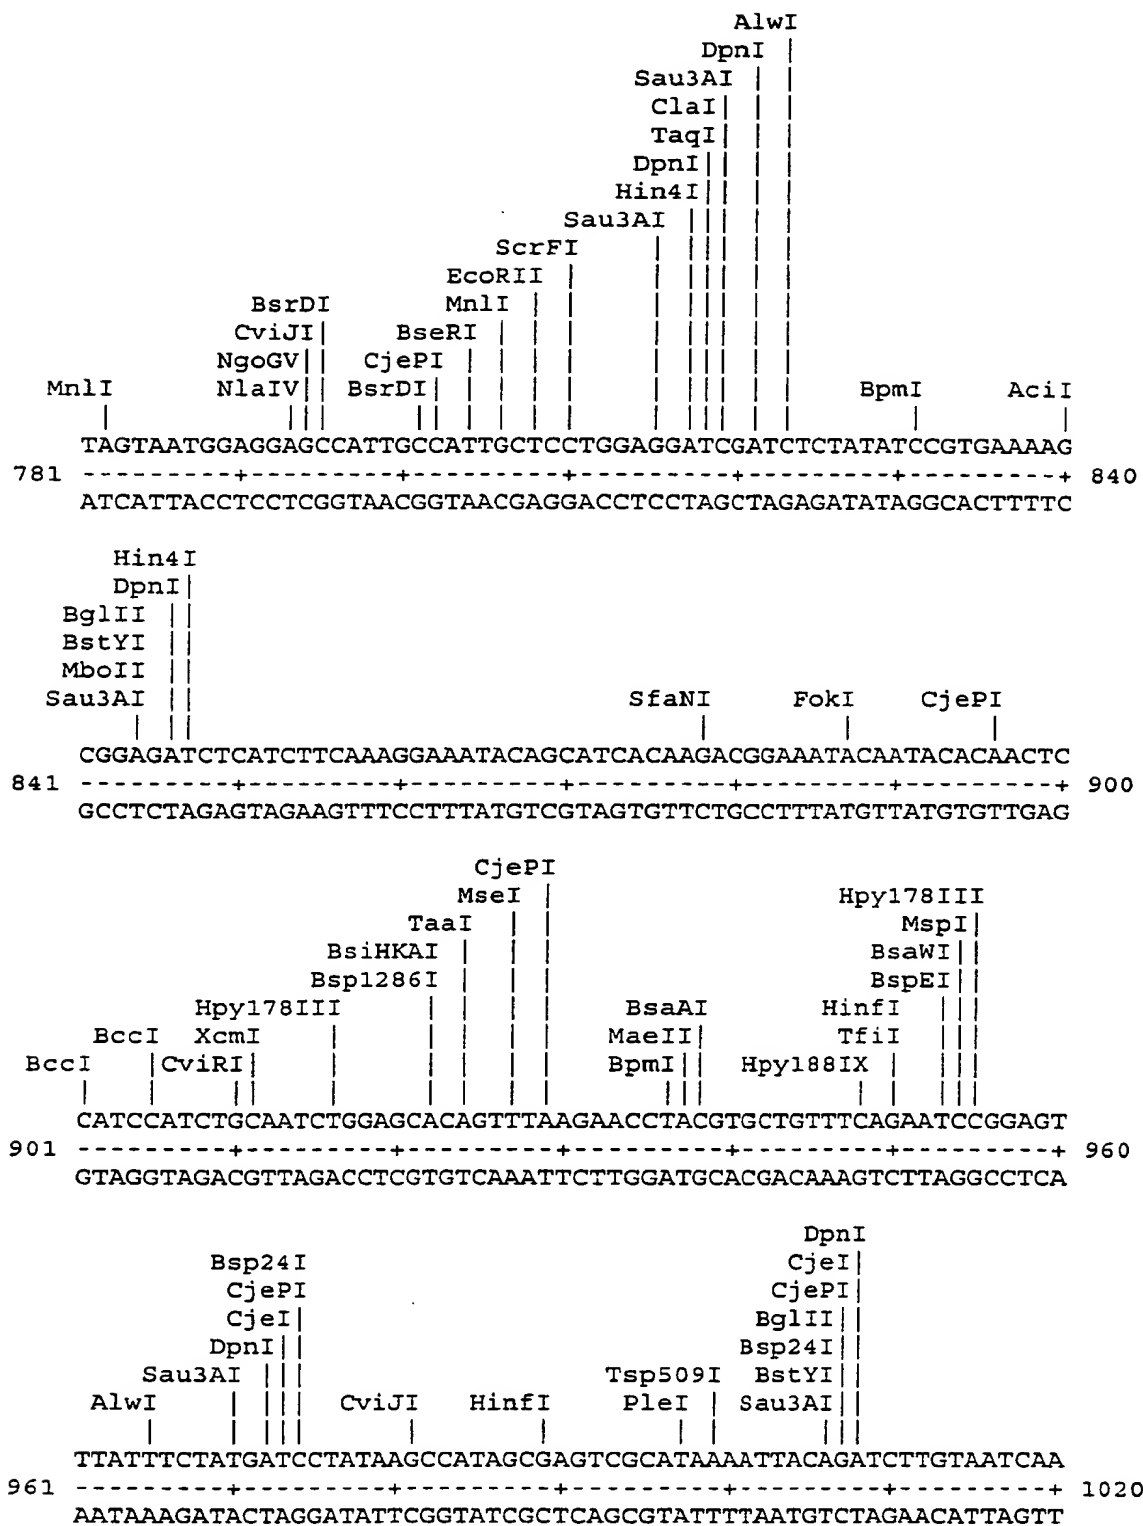 AlwI
DpnI |
Sau3AI | |
ClaI| | |
TaqI| | |
DpnI|| | |
Hin4I||| | |
Sau3AI |||| | |
ScrFI | |||| | |
EcoRII | | |||| | |
MnlI | | | |||| | |
BsrDI | | | | |||| | |
CviJI| BseRI | | | | |||| | |
NgoGV|| CjePI | | | | | |||| | |
MnlI NlaIV|| BsrDI| | | | | | |||| | | BpmI AciI
TAGTAATGGAGGAGCCATTGCCATTGCTCCTGGAGGATCGATCTCTATATCCGTGAAAAG
781 ---------+---------+---------+---------+---------+---------+ 840
ATCATTACCTCCTCGGTAACGGTAACGAGGACCTCCTAGCTAGAGATATAGGCACTTTTC
Hin4I
DpnI|
BglII ||
BstYI ||
MboII ||
Sau3AI || SfaNI FokI CjePI
CGGAGATCTCATCTTCAAAGGAAATACAGCATCACAAGACGGAAATACAATACACAACTC
841 ---------+---------+---------+---------+---------+---------+ 900
GCCTCTAGAGTAGAAGTTTCCTTTATGTCGTAGTGTTCTGCCTTTATGTTATGTGTTGAG
CjePI
MseI | Hpy178III
TaaI | | MspI|
BsiHKAI | | | BsaWI||
Bsp1286I | | | BspEI||
Hpy178III | | | | BsaAI HinfI |||
BccI XcmI | | | | | MaeII| TfiI |||
BccI | CviRI| | | | | | BpmI|| Hpy188IX | |||
CATCCATCTGCAATCTGGAGCACAGTTTAAGAACCTACGTGCTGTTTCAGAATCCGGAGT
901 ---------+---------+---------+---------+---------+---------+ 960
GTAGGTAGACGTTAGACCTCGTGTCAAATTCTTGGATGCACGACAAAGTCTTAGGCCTCA
DpnI
Bsp24I CjeI|
CjePI CjePI|
CjeI| BglII||
DpnI|| Bsp24I||
Sau3AI ||| Tsp509I BstYI||
AlwI | ||| CviJI HinfI PleI | Sau3AI||
TTATTTCTATGATCCTATAAGCCATAGCGAGTCGCATAAAATTACAGATCTTGTAATCAA
961 ---------+---------+---------+---------+---------+---------+ 1020
AATAAAGATACTAGGATATTCGGTATCGCTCAGCGTATTTTAATGTCTAGAACATTAGTT